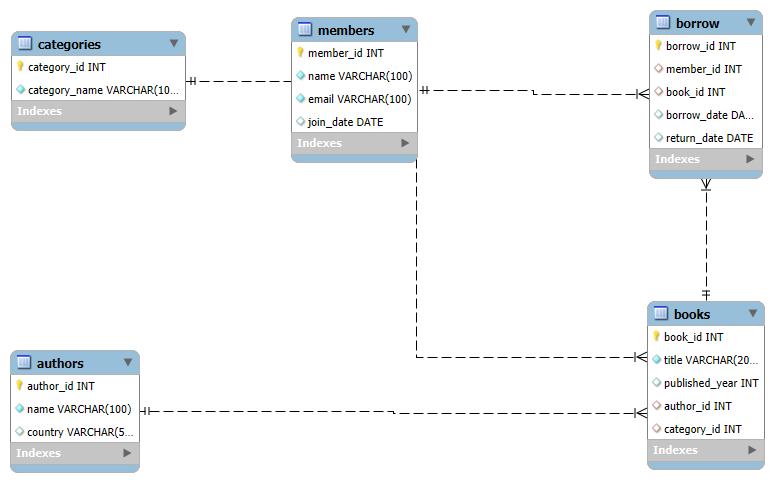 categories
category_id INT
category_name VARCHAR(10...
Indexes
members
member_id INT
name VARCHAR(100)
email VARCHAR(100)
join_date DATE
Indexes
borrow
borrow_id INT
member_id INT
book_id INT
borrow_date DA...
return_date DATE
Indexes
authors
author_id INT
name VARCHAR(100)
country VARCHAR(5...
Indexes
books
book_id INT
title VARCHAR(20...
published_year INT
author_id INT
category_id INT
Indexes